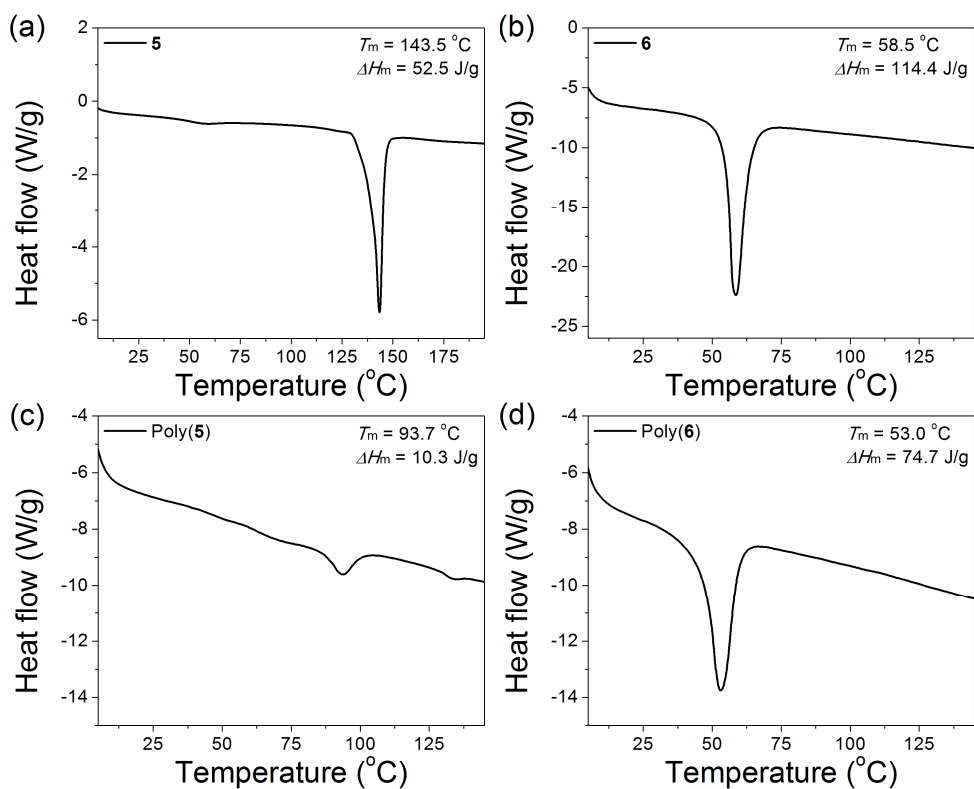 (a)
5
Tm = 143.5 °C
ΔHm = 52.5 J/g
2
0
-2
-4
-6
Heat flow (W/g)
25 50 75 100 125 150 175
Temperature (°C)
(b)
6
Tm = 58.5 °C
ΔHm = 114.4 J/g
0
-5
-10
-15
-20
-25
Heat flow (W/g)
25 50 75 100 125
Temperature (°C)
(c)
Poly(5)
Tm = 93.7 °C
ΔHm = 10.3 J/g
-4
-6
-8
-10
-12
-14
Heat flow (W/g)
25 50 75 100 125
Temperature (°C)
(d)
Poly(6)
Tm = 53.0 °C
ΔHm = 74.7 J/g
-4
-6
-8
-10
-12
-14
Heat flow (W/g)
25 50 75 100 125
Temperature (°C)